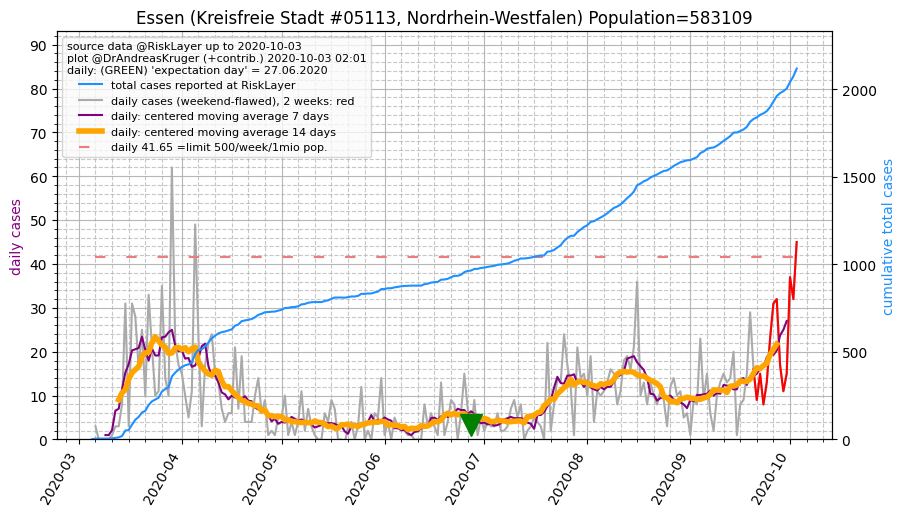 Essen (Kreisfreie Stadt #05113, Nordrhein-Westfalen) Population=583109
source data @RiskLayer up to 2020-10-03
plot @DrAndreasKruger (+contrib.) 2020-10-03 02:01
daily: (GREEN) 'expectation day' = 27.06.2020
total cases reported at RiskLayer
daily cases (weekend-flawed), 2 weeks: red
daily: centered moving average 7 days
daily: centered moving average 14 days
daily 41.65 =limit 500/week/1mio pop.
daily cases
90
80
70
60
50
40
30
20
10
0
2000
1500
1000
500
0
cumulative total cases
2020-03
2020-04
2020-05
2020-06
2020-07
2020-08
2020-09
2020-10